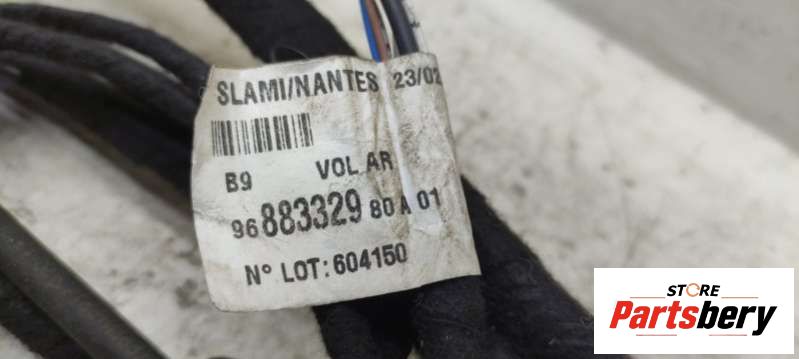 SLAMI/NANTES 23/02
B9 VOL AR
96 883329 80 A 01
N° LOT: 604150
STORE
Partsbery